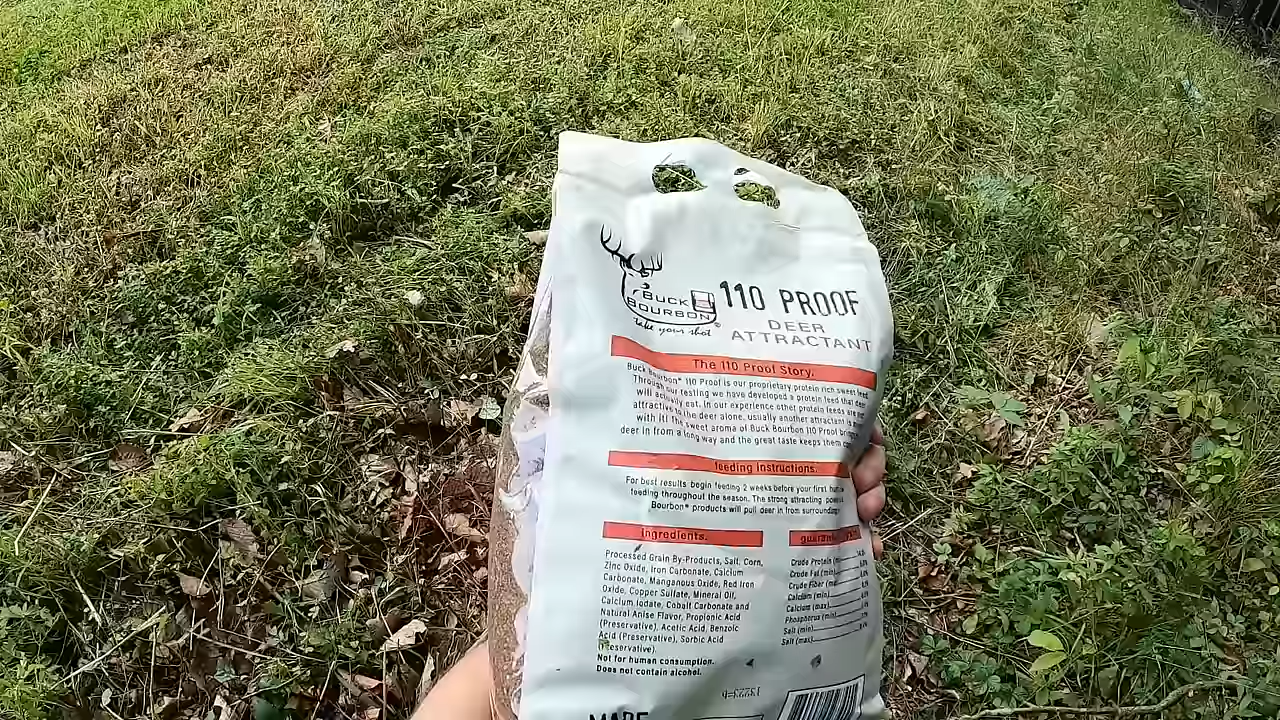 BUCK
BOURBON®
take your shot
110 PROOF
DEER
ATTRACTANT
The 110 Proof Story.
Buck Bourbon® 110 Proof is our proprietary protein rich sweet feed
Through our testing we have developed a protein feed that deer
will actually eat. In our experience other protein feeds are not
attractive to the deer alone, usually another attractant is
with it! The sweet aroma of Buck Bourbon 110 Proof
deer in from a long way and the great taste keeps them
feeding instructions.
For best results begin feeding 2 weeks before your first
feeding throughout the season. The strong attracting
Bourbon® products will pull deer in from
ingredients.
Processed Grain By-Products, Salt, Corn,
Zinc Oxide, Iron Carbonate, Calcium
Carbonate, Manganous Oxide, Red Iron
Oxide, Copper Sulfate, Mineral Oil,
Calcium Iodate, Cobalt Carbonate and
Natural Anise Flavor, Propionic Acid
(Preservative), Acetic Acid, Benzoic
Acid (Preservative), Sorbic Acid
(Preservative).
Not for human consumption.
Does not contain alcohol.
Crude Protein
Crude Fat (min)
Crude Fiber
Calcium (min)
Calcium (max)
Phosphorus (min)
Salt (min)
Salt (max)
MADE